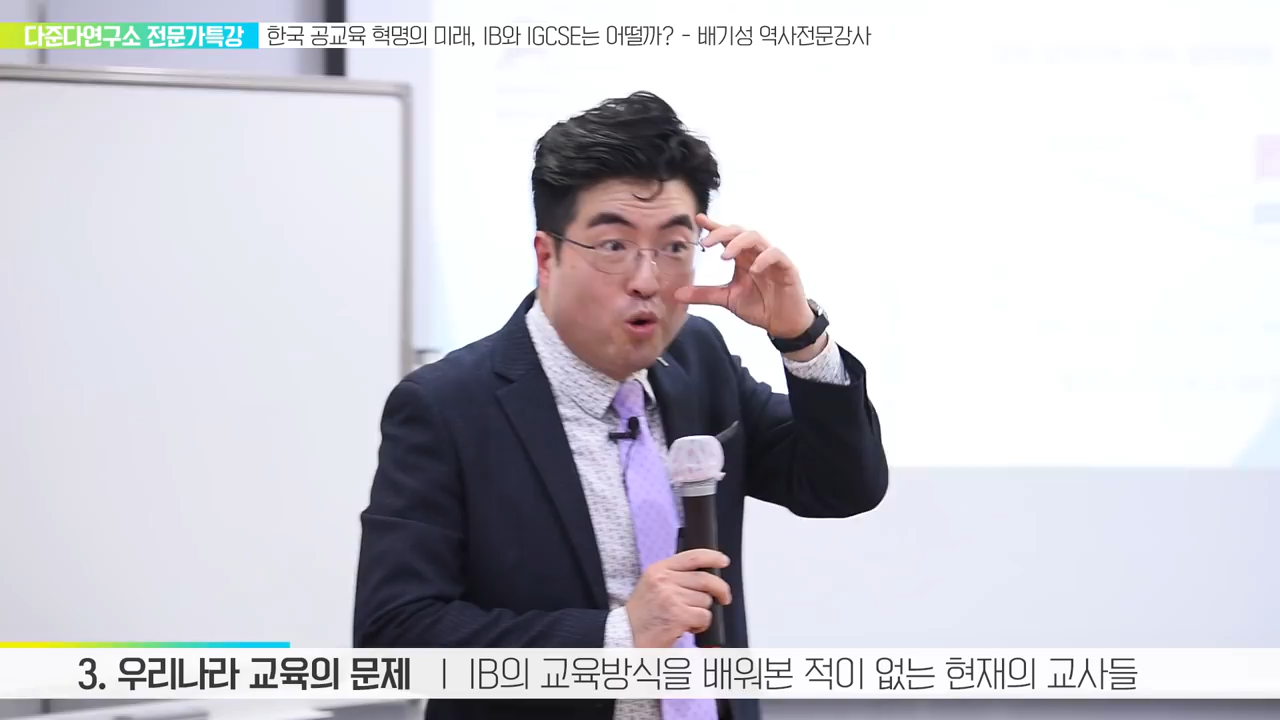 다준다연구소 전문가특강 한국 공교육 혁명의 미래, IB와 IGCSE는 어떨까? - 배기성 역사전문강사
3. 우리나라 교육의 문제 ㅣ IB의 교육방식을 배워본 적이 없는 현재의 교사들